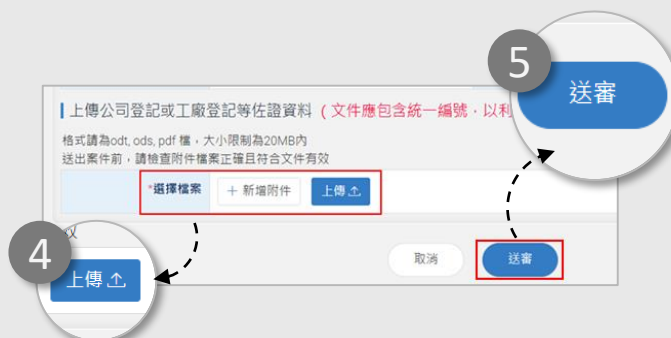 5
送審
上傳公司登記或工廠登記等佐證資料 ( 文件應包含統一編號，以利
格式請為odt, ods, pdf 檔，大小限制為20MB內
送出案件前，請檢查附件檔案正確且符合文件有效
*選擇檔案 + 新增附件 上傳
4
上傳
取消 送審